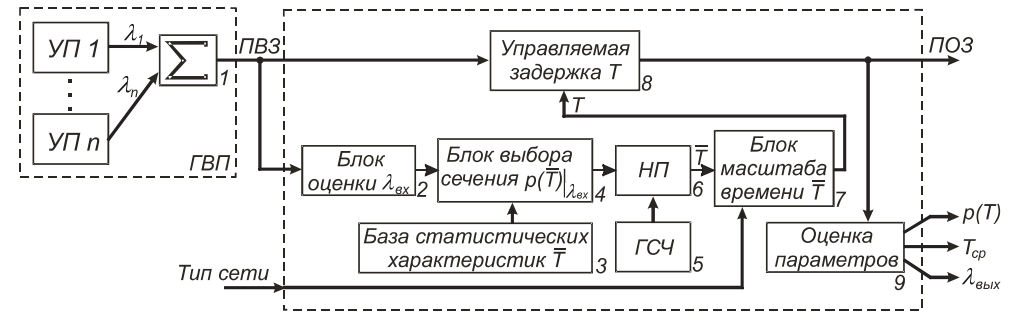 УП 1
λ₁
Σ
1
ПВЗ
λₙ
УП n
ГВП
Управляемая
задержка T
8
ПОЗ
T
Блок
оценки λвх
2
Блок выбора
сечения p(T̅)|λвх
4
НП
6
T̅
Блок
масштаба
времени T̅
7
База статистических
характеристик T̅
3
ГСЧ
5
Тип сети
Оценка
параметров
9
p(T)
Tср
λвых